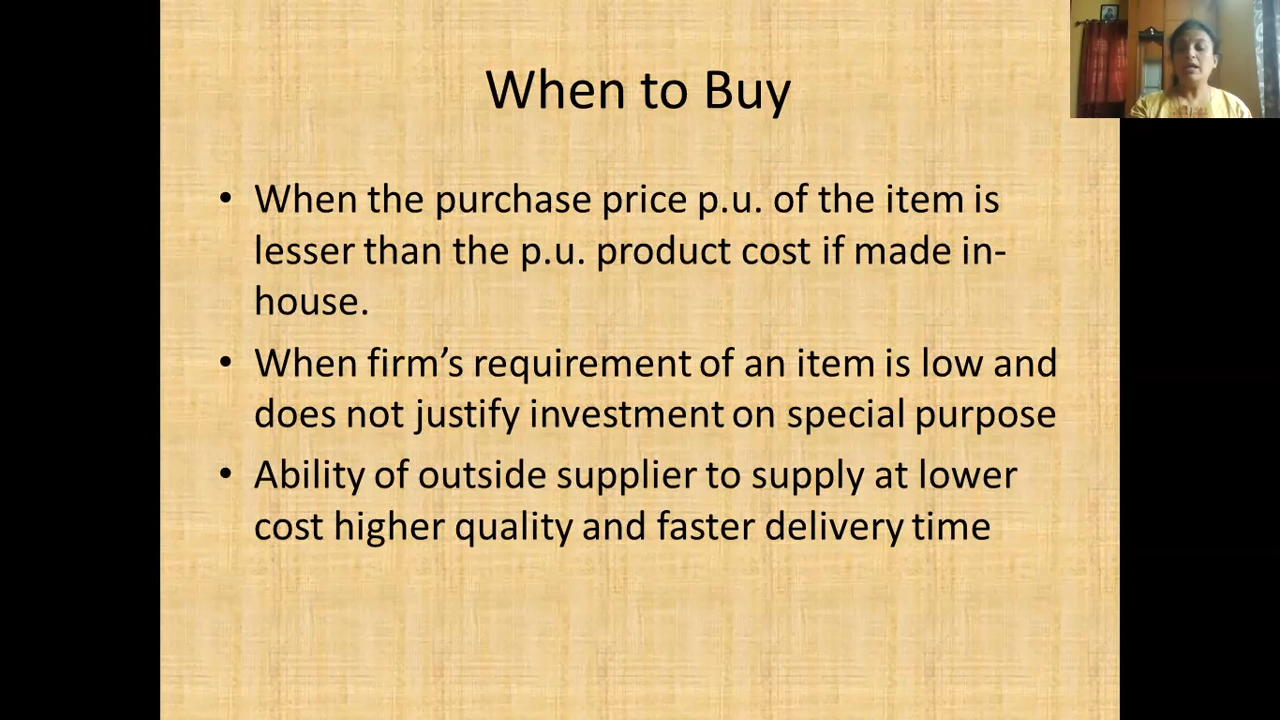 When to Buy
• When the purchase price p.u. of the item is
lesser than the p.u. product cost if made in-
house.
• When firm’s requirement of an item is low and
does not justify investment on special purpose
• Ability of outside supplier to supply at lower
cost higher quality and faster delivery time